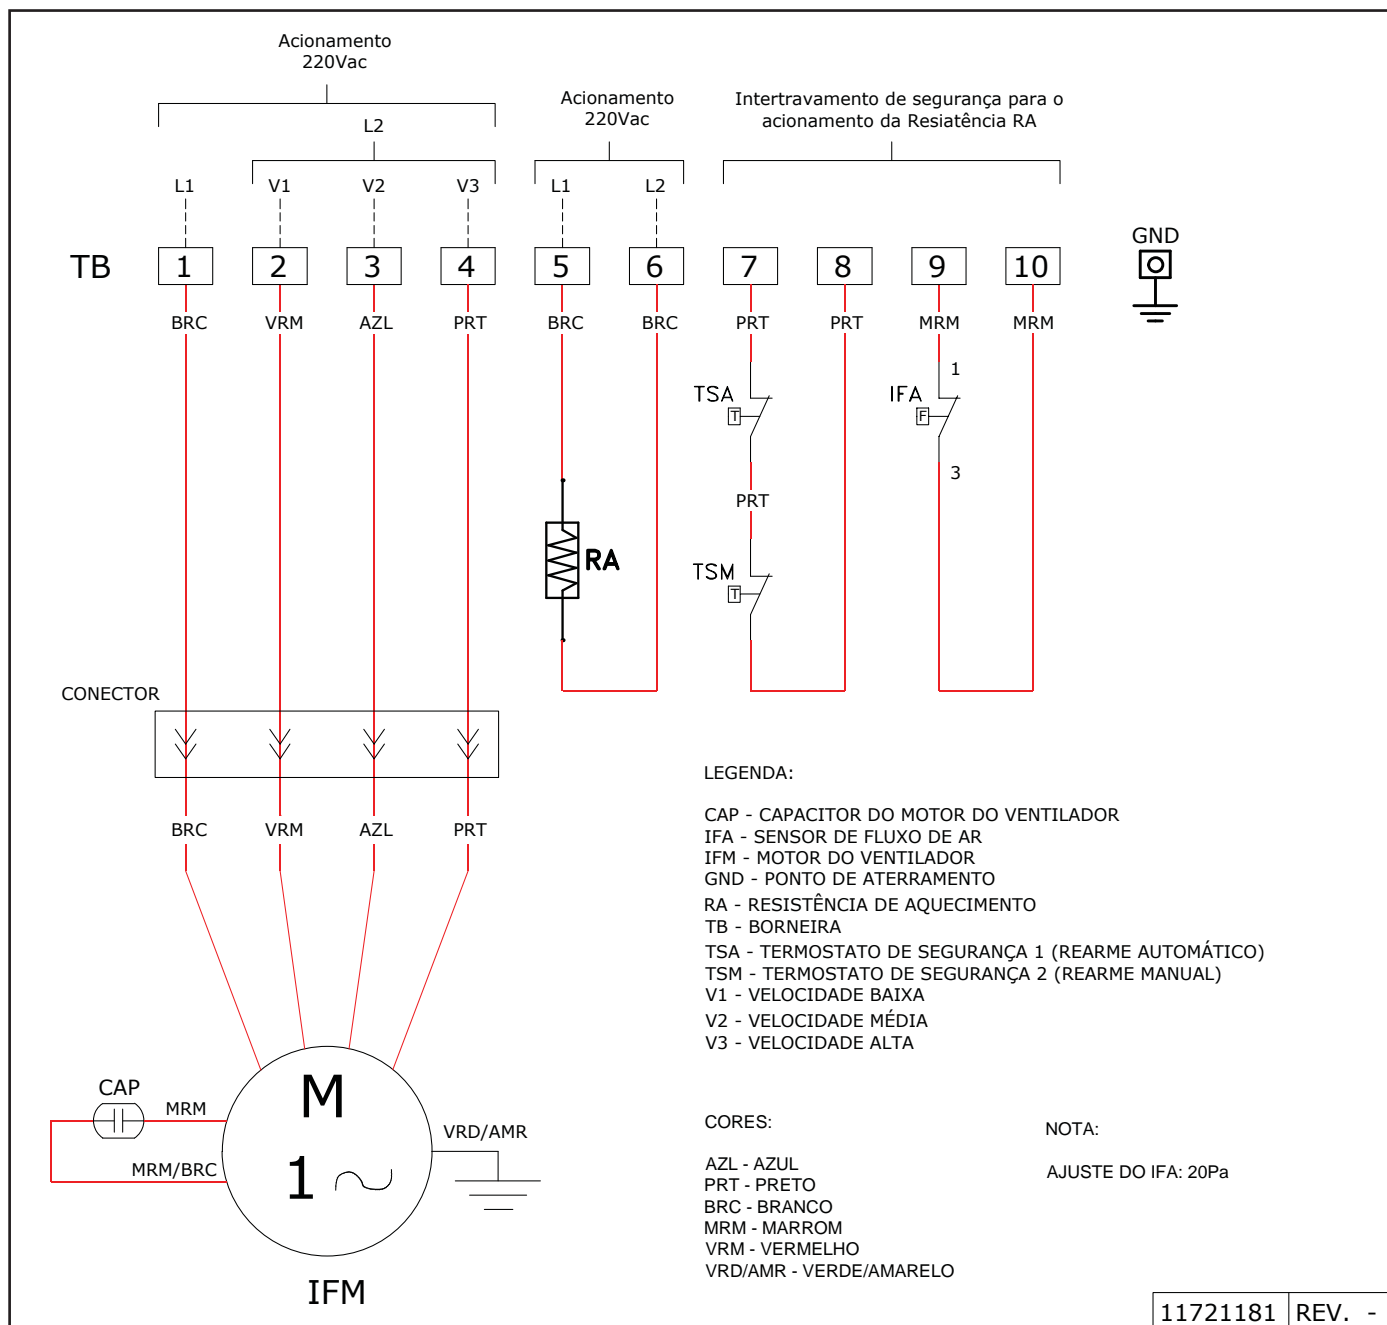 Acionamento
220Vac
Acionamento
220Vac
Intertravamento de segurança para o
acionamento da Resiatência RA
L2
L1 V1 V2 V3 L1 L2
GND
TB 1 2 3 4 5 6 7 8 9 10
BRC VRM AZL PRT BRC BRC PRT PRT MRM MRM
1
TSA T IFA F
3
PRT
RA
TSM T
CONECTOR
BRC VRM AZL PRT
LEGENDA:
CAP - CAPACITOR DO MOTOR DO VENTILADOR
IFA - SENSOR DE FLUXO DE AR
IFM - MOTOR DO VENTILADOR
GND - PONTO DE ATERRAMENTO
RA - RESISTÊNCIA DE AQUECIMENTO
TB - BORNEIRA
TSA - TERMOSTATO DE SEGURANÇA 1 (REARME AUTOMÁTICO)
TSM - TERMOSTATO DE SEGURANÇA 2 (REARME MANUAL)
V1 - VELOCIDADE BAIXA
V2 - VELOCIDADE MÉDIA
V3 - VELOCIDADE ALTA
CAP
MRM
MRM/BRC
M
1 ~
VRD/AMR
IFM
CORES:
AZL - AZUL
PRT - PRETO
BRC - BRANCO
MRM - MARROM
VRM - VERMELHO
VRD/AMR - VERDE/AMARELO
NOTA:
AJUSTE DO IFA: 20Pa
11721181 REV. -